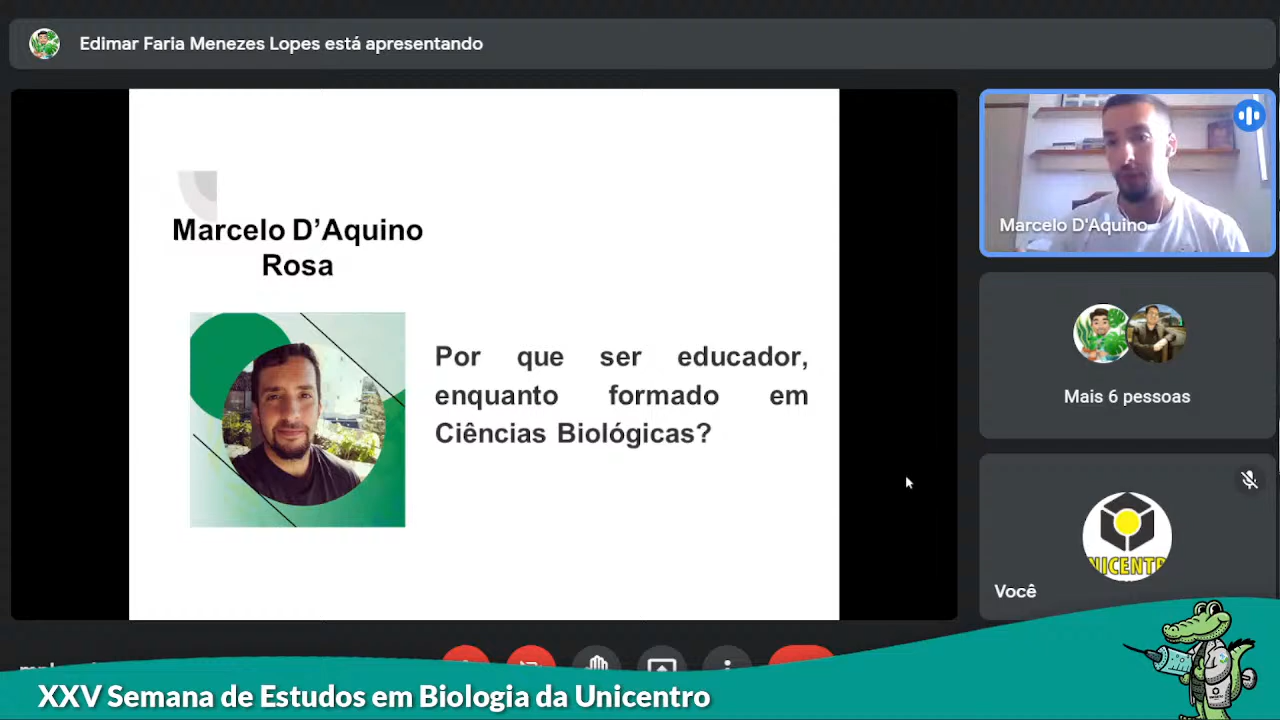 Edimar Faria Menezes Lopes está apresentando
Marcelo D’Aquino
Rosa
Por que ser educador,
enquanto formado em
Ciências Biológicas?
Marcelo D'Aquino
Mais 6 pessoas
Você
XXV Semana de Estudos em Biologia da Unicentro